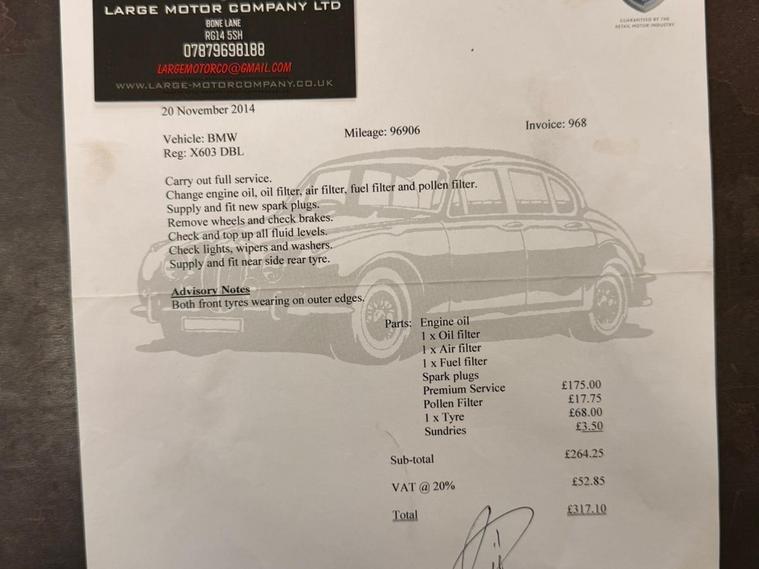 LARGE MOTOR COMPANY LTD
BONE LANE
RG14 5SH
07879698188
LARGEMOTORCO@GMAIL.COM
WWW.LARGE-MOTORCOMPANY.CO.UK
GUARANTEED BY THE
RETAIL MOTOR INDUSTRY
20 November 2014
Vehicle: BMW Mileage: 96906 Invoice: 968
Reg: X603 DBL
Carry out full service.
Change engine oil, oil filter, air filter, fuel filter and pollen filter.
Supply and fit new spark plugs.
Remove wheels and check brakes.
Check and top up all fluid levels.
Check lights, wipers and washers.
Supply and fit near side rear tyre.
Advisory Notes
Both front tyres wearing on outer edges.
Parts: Engine oil
1 x Oil filter
1 x Air filter
1 x Fuel filter
Spark plugs
Premium Service £175.00
Pollen Filter £17.75
1 x Tyre £68.00
Sundries £3.50
Sub-total £264.25
VAT @ 20% £52.85
Total £317.10